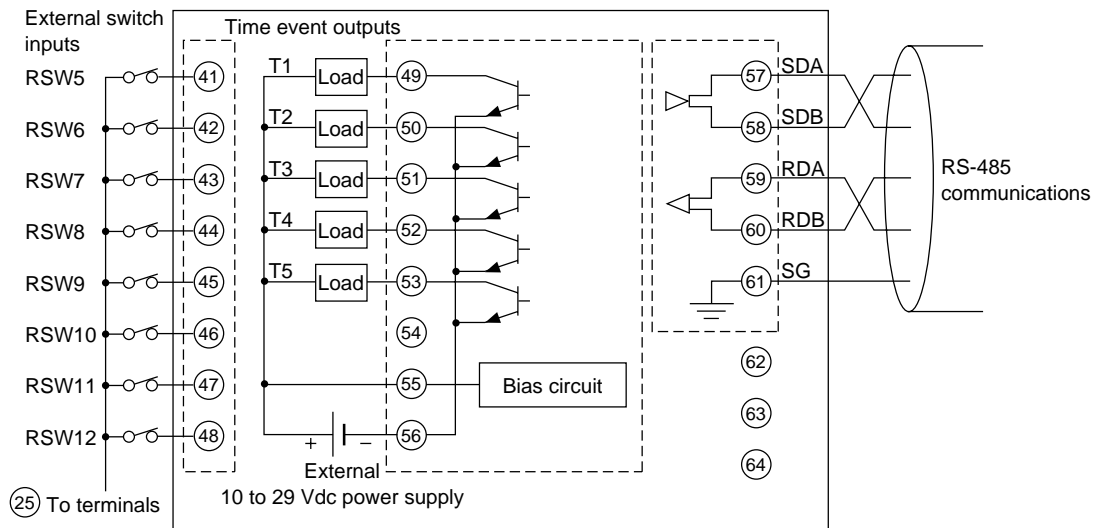 External switch
inputs
Time event outputs
RSW5 41 T1 Load 49 57 SDA
RSW6 42 T2 Load 50 58 SDB
RSW7 43 T3 Load 51 59 RDA RS-485
communications
RSW8 44 T4 Load 52 60 RDB
RSW9 45 T5 Load 53 61 SG
RSW10 46 54
62
RSW11 47 55 Bias circuit
63
RSW12 48 + − 56
External
64
25 To terminals 10 to 29 Vdc power supply